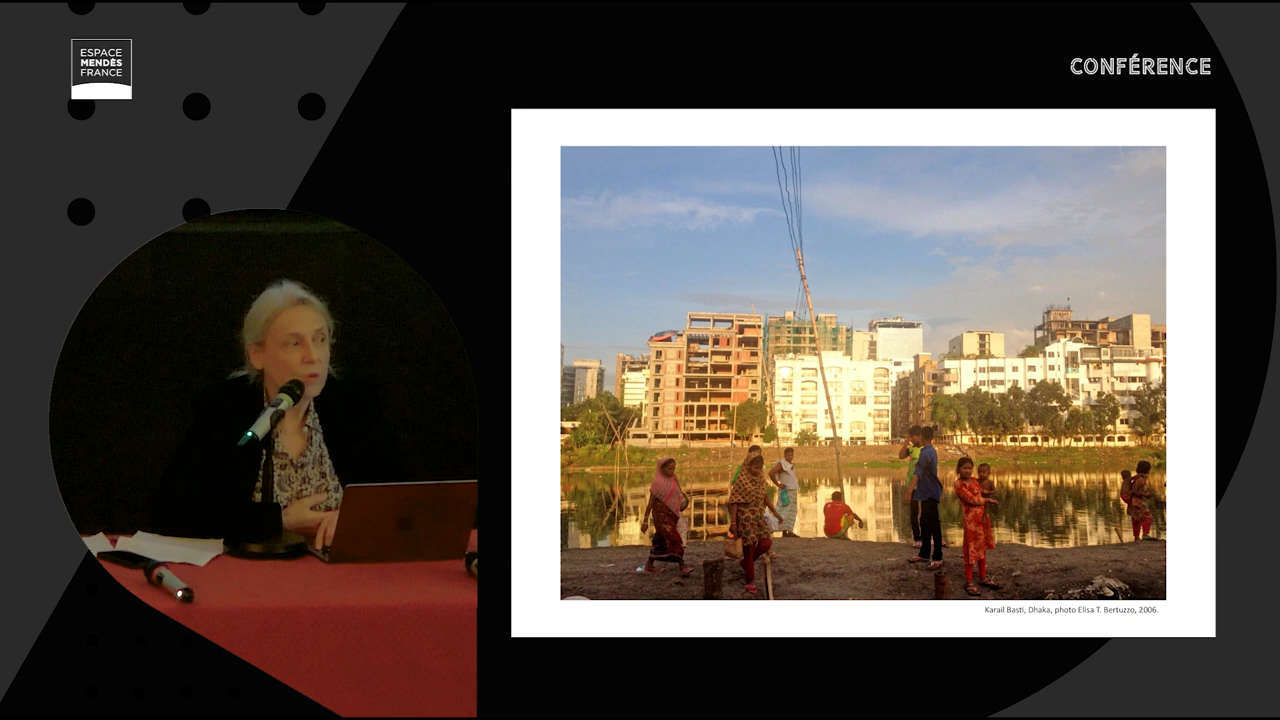 ESPACE
MENDÈS
FRANCE
CONFÉRENCE
Karail Basti, Dhaka, photo Elisa T. Bertuzzo, 2006.